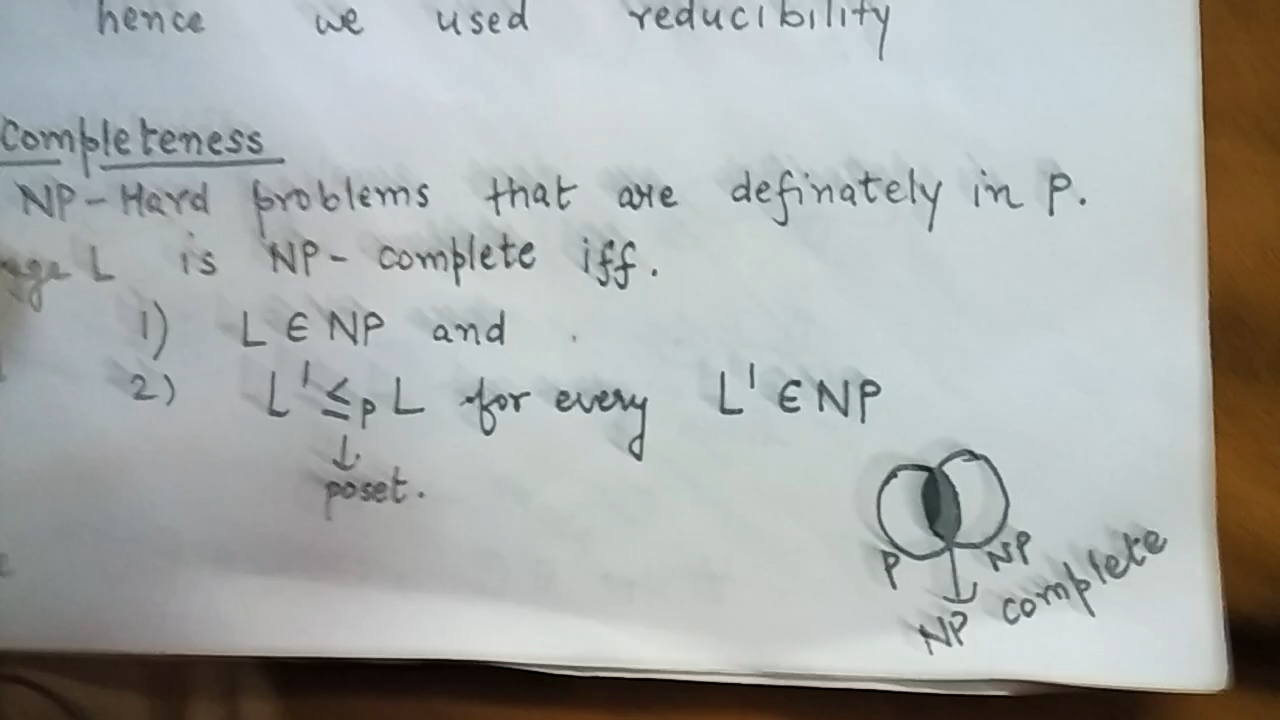 hence we used reducibility
Completeness
NP-Hard problems that are definately in P.
L is NP- complete iff.
1) L ∈ NP and
2) L' ≤p L for every L' ∈ NP
↓
poset.
P NP
↓
NP complete